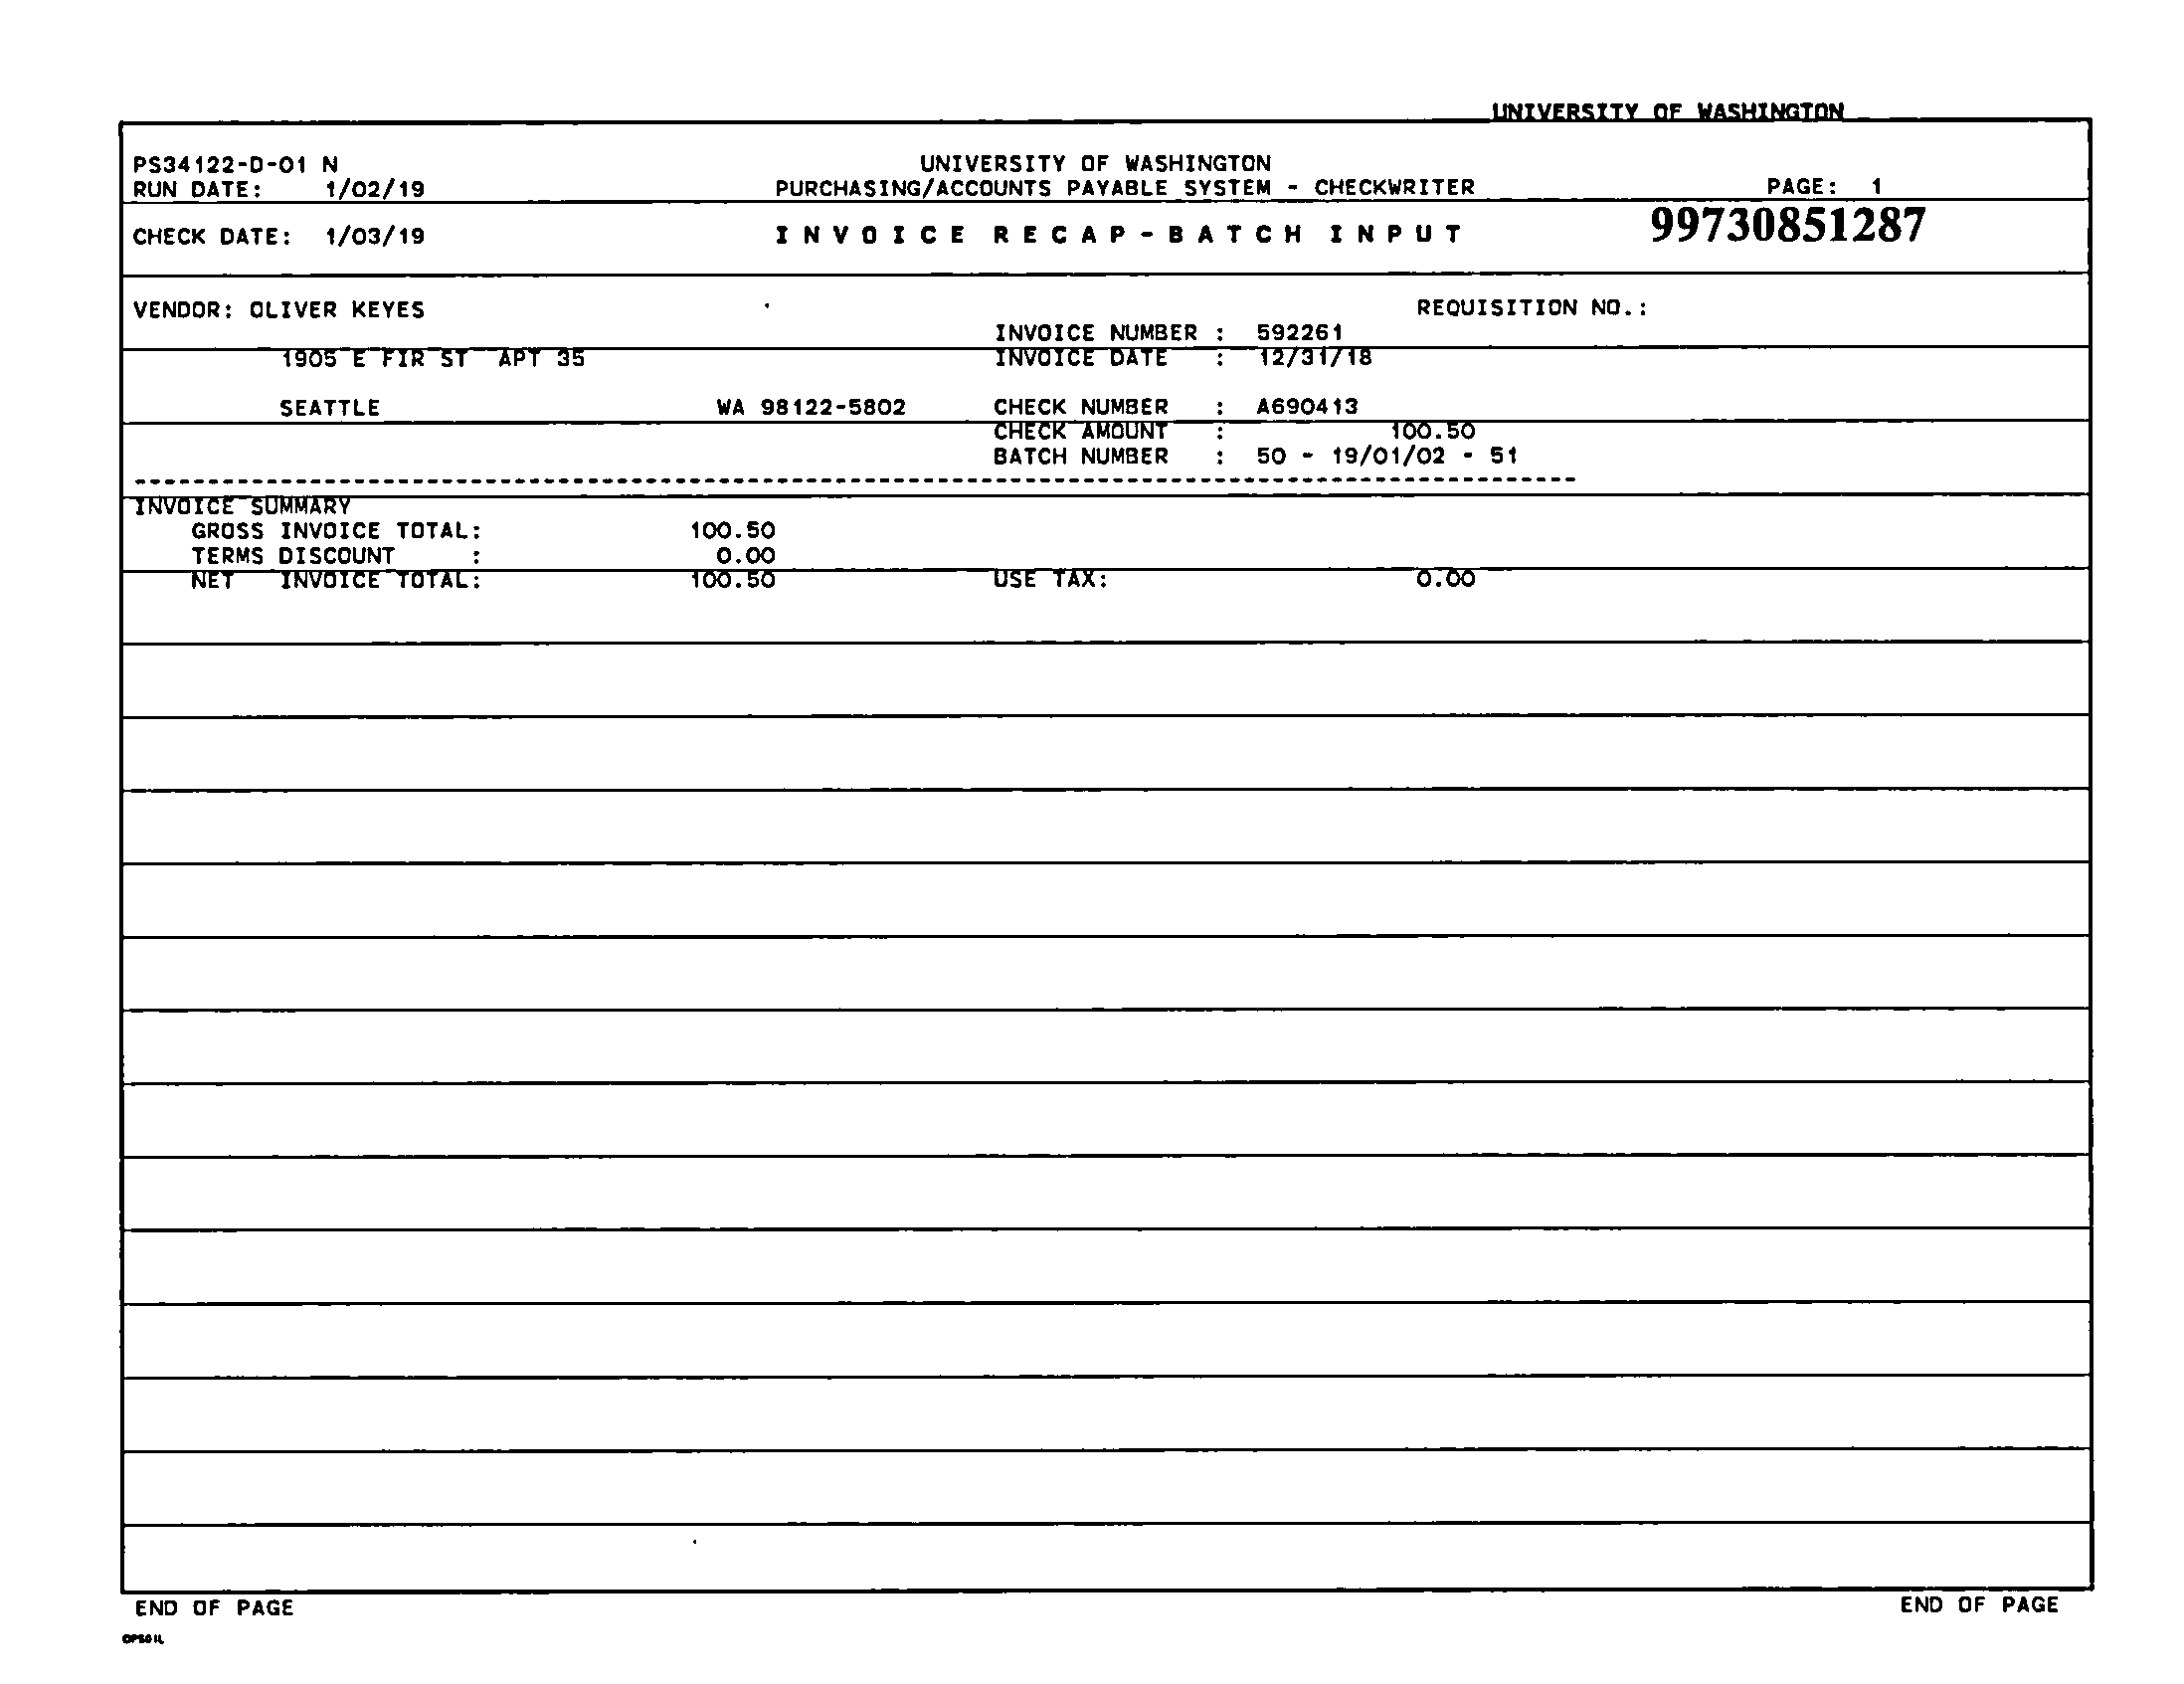 UNIVERSITY OF WASHINGTON
PS34122-D-01 N UNIVERSITY OF WASHINGTON
RUN DATE: 1/02/19 PURCHASING/ACCOUNTS PAYABLE SYSTEM - CHECKWRITER PAGE: 1
CHECK DATE: 1/03/19 I N V O I C E R E C A P - B A T C H I N P U T 99730851287
VENDOR: OLIVER KEYES REQUISITION NO.:
INVOICE NUMBER : 592261
1905 E FIR ST APT 35 INVOICE DATE : 12/31/18
SEATTLE WA 98122-5802 CHECK NUMBER : A690413
CHECK AMOUNT : 100.50
BATCH NUMBER : 50 - 19/01/02 - 51
INVOICE SUMMARY
GROSS INVOICE TOTAL: 100.50
TERMS DISCOUNT : 0.00
NET INVOICE TOTAL: 100.50 USE TAX: 0.00
END OF PAGE END OF PAGE